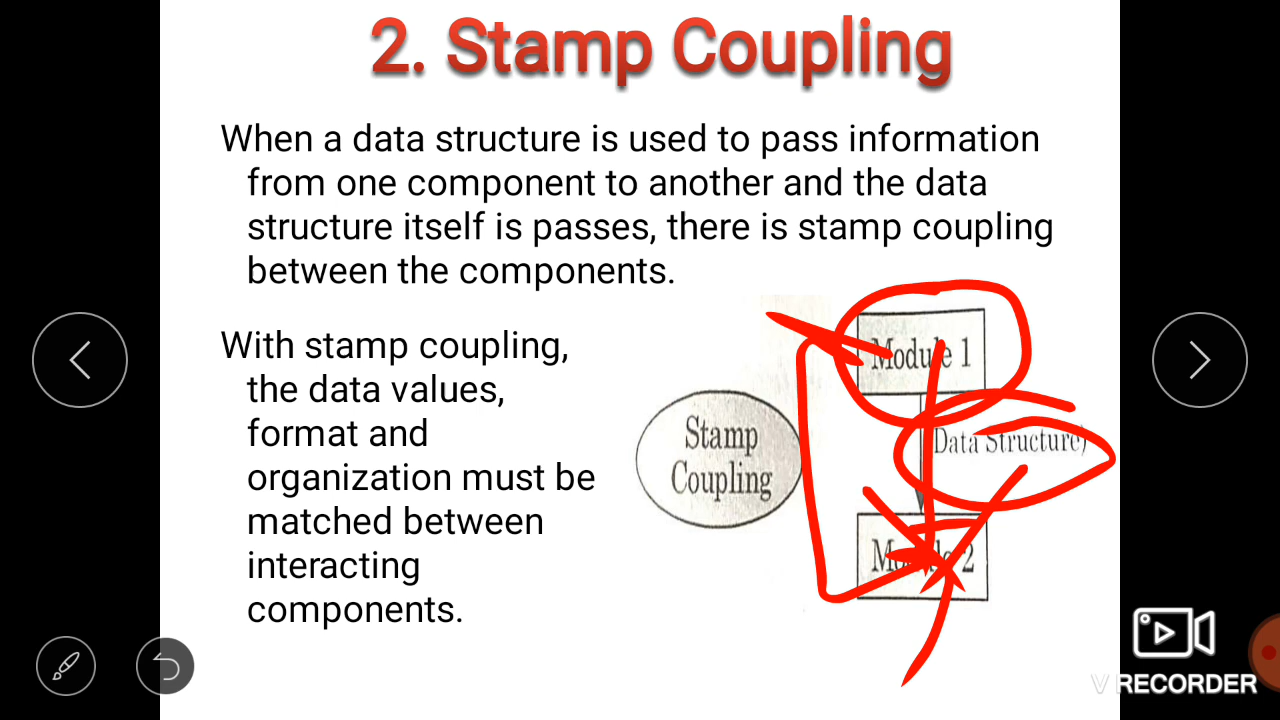 2. Stamp Coupling
When a data structure is used to pass information
from one component to another and the data
structure itself is passes, there is stamp coupling
between the components.
With stamp coupling,
the data values,
format and
organization must be
matched between
interacting
components.
Stamp
Coupling
Module 1
Data Structure)
Module 2
V RECORDER